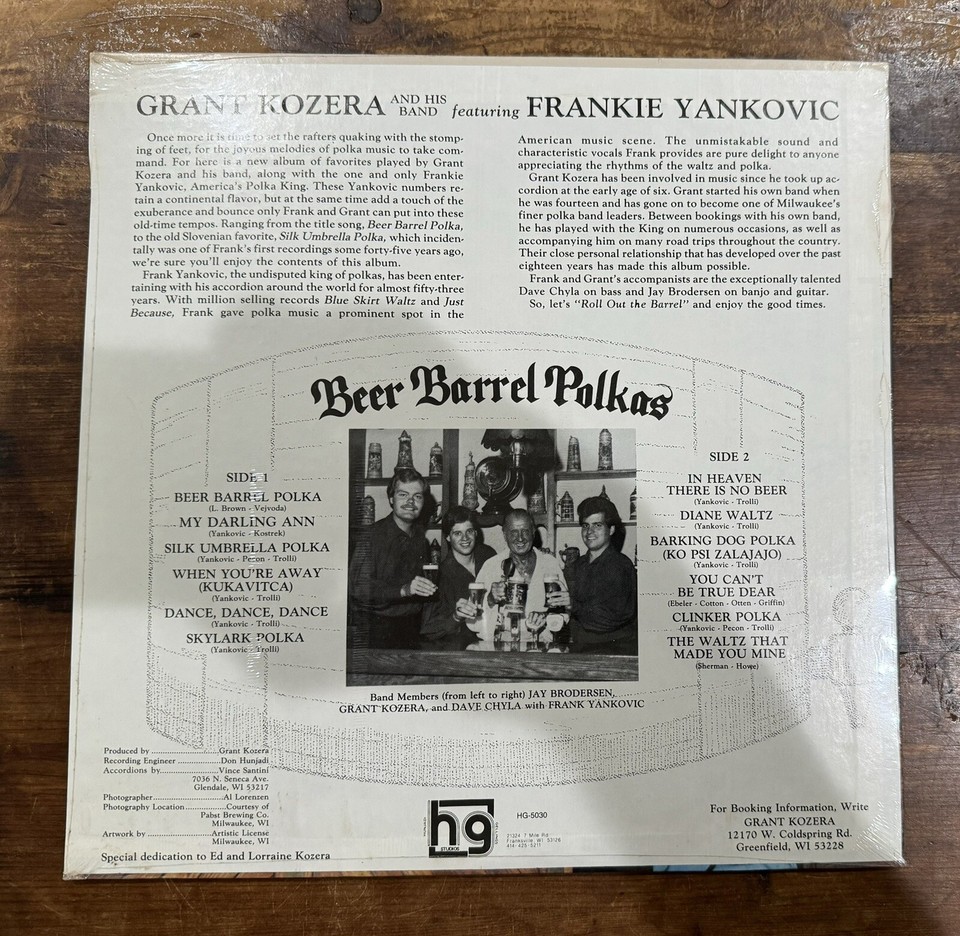 GRANT KOZERA AND HIS BAND featuring FRANKIE YANKOVIC
Once more it is time to set the rafters quaking with the stomp-
ing of feet, for the joyous melodies of polka music to take com-
mand. For here is a new album of favorites played by Grant
Kozera and his band, along with the one and only Frankie
Yankovic, America's Polka King. These Yankovic numbers re-
tain a continental flavor, but at the same time add a touch of the
exuberance and bounce only Frank and Grant can put into these
old-time tempos. Ranging from the title song, Beer Barrel Polka,
to the old Slovenian favorite, Silk Umbrella Polka, which inciden-
tally was one of Frank's first recordings some forty-five years ago,
we're sure you'll enjoy the contents of this album.
Frank Yankovic, the undisputed king of polkas, has been enter-
taining with his accordion around the world for almost fifty-three
years. With million selling records Blue Skirt Waltz and Just
Because, Frank gave polka music a prominent spot in the
American music scene. The unmistakable sound and
characteristic vocals Frank provides are pure delight to anyone
appreciating the rhythms of the waltz and polka.
Grant Kozera has been involved in music since he took up ac-
cordion at the early age of six. Grant started his own band when
he was fourteen and has gone on to become one of Milwaukee's
finer polka band leaders. Between bookings with his own band,
he has played with the King on numerous occasions, as well as
accompanying him on many road trips throughout the country.
Their close personal relationship that has developed over the past
eighteen years has made this album possible.
Frank and Grant's accompanists are the exceptionally talented
Dave Chyla on bass and Jay Brodersen on banjo and guitar.
So, let's "Roll Out the Barrel" and enjoy the good times.
Beer Barrel Polkas
SIDE 1
BEER BARREL POLKA
(L. Brown - Vejvoda)
MY DARLING ANN
(Yankovic - Kostrek)
SILK UMBRELLA POLKA
(Yankovic - Pecon - Trolli)
WHEN YOU'RE AWAY
(KUKAVITCA)
(Yankovic - Trolli)
DANCE, DANCE, DANCE
(Yankovic - Trolli)
SKYLARK POLKA
(Yankovic - Trolli)
SIDE 2
IN HEAVEN
THERE IS NO BEER
(Yankovic - Trolli)
DIANE WALTZ
(Yankovic - Trolli)
BARKING DOG POLKA
(KO PSI ZALAJAJO)
(Yankovic - Trolli)
YOU CAN'T
BE TRUE DEAR
(Ebeler - Cotton - Otten - Griffin)
CLINKER POLKA
(Yankovic - Pecon - Trolli)
THE WALTZ THAT
MADE YOU MINE
(Sherman - Howe)
Band Members (from left to right) JAY BRODERSEN,
GRANT KOZERA, and DAVE CHYLA with FRANK YANKOVIC
Produced by ........................Grant Kozera
Recording Engineer ..............Don Hunjadi
Accordions by......................Vince Santini
7036 N. Seneca Ave.
Glendale, WI 53217
Photographer........................Al Lorenzen
Photography Location.............Courtesy of
Pabst Brewing Co.
Milwaukee, WI
Artwork by ......................Artistic License
Milwaukee, WI
Special dedication to Ed and Lorraine Kozera
hg
STUDIOS
HG-5030
21324 7 Mile Rd
Franksville, WI 53126
414 425 5211
For Booking Information, Write
GRANT KOZERA
12170 W. Coldspring Rd.
Greenfield, WI 53228